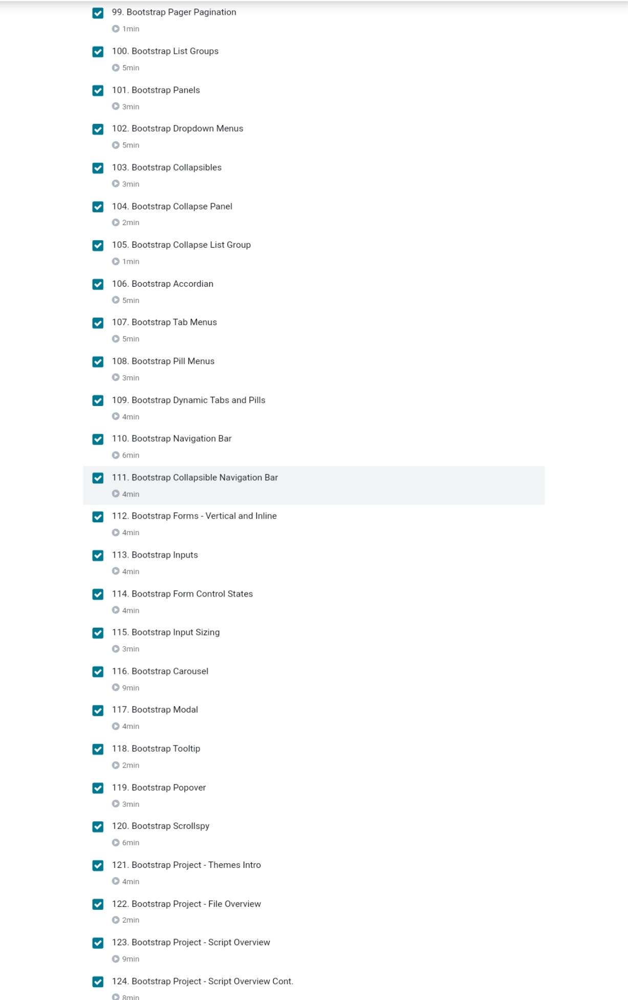 99. Bootstrap Pager Pagination
1min
100. Bootstrap List Groups
5min
101. Bootstrap Panels
3min
102. Bootstrap Dropdown Menus
5min
103. Bootstrap Collapsibles
3min
104. Bootstrap Collapse Panel
2min
105. Bootstrap Collapse List Group
1min
106. Bootstrap Accordian
5min
107. Bootstrap Tab Menus
5min
108. Bootstrap Pill Menus
3min
109. Bootstrap Dynamic Tabs and Pills
4min
110. Bootstrap Navigation Bar
6min
111. Bootstrap Collapsible Navigation Bar
4min
112. Bootstrap Forms - Vertical and Inline
4min
113. Bootstrap Inputs
4min
114. Bootstrap Form Control States
4min
115. Bootstrap Input Sizing
3min
116. Bootstrap Carousel
9min
117. Bootstrap Modal
4min
118. Bootstrap Tooltip
2min
119. Bootstrap Popover
3min
120. Bootstrap Scrollspy
6min
121. Bootstrap Project - Themes Intro
4min
122. Bootstrap Project - File Overview
2min
123. Bootstrap Project - Script Overview
9min
124. Bootstrap Project - Script Overview Cont.
8min